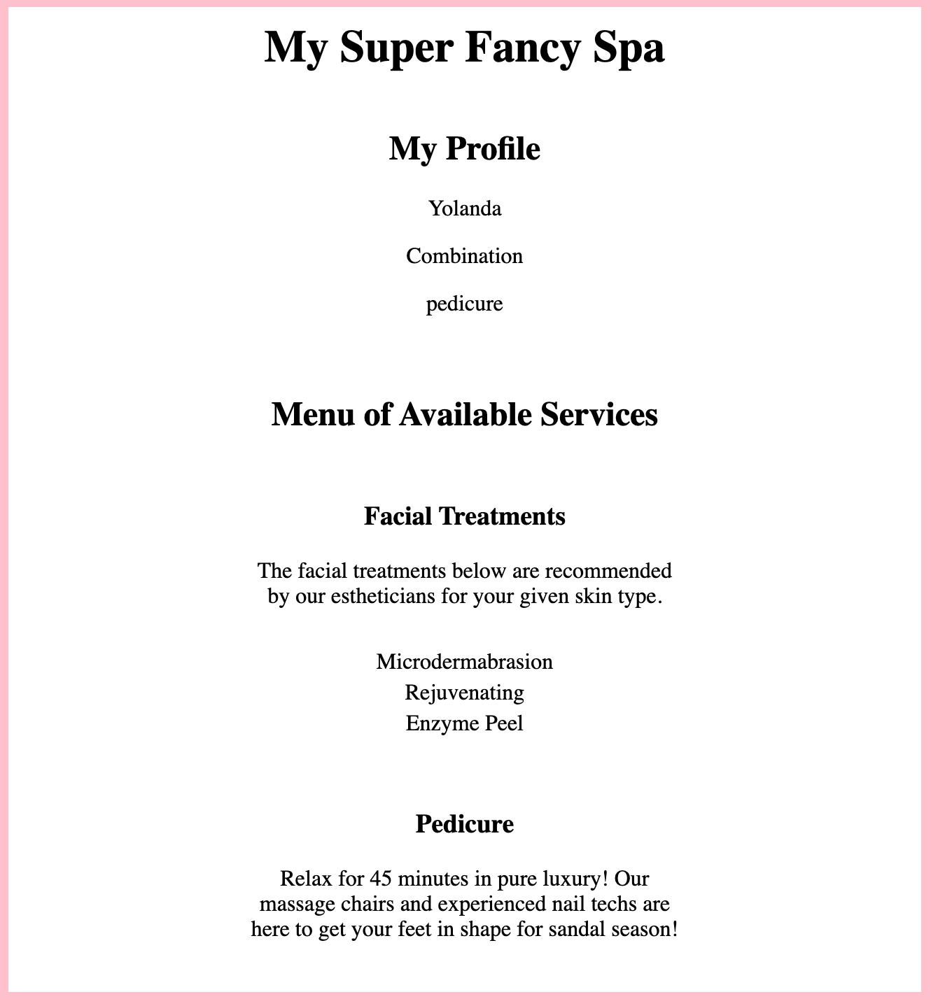 My Super Fancy Spa
My Profile
Yolanda
Combination
pedicure
Menu of Available Services
Facial Treatments
The facial treatments below are recommended
by our estheticians for your given skin type.
Microdermabrasion
Rejuvenating
Enzyme Peel
Pedicure
Relax for 45 minutes in pure luxury! Our
massage chairs and experienced nail techs are
here to get your feet in shape for sandal season!